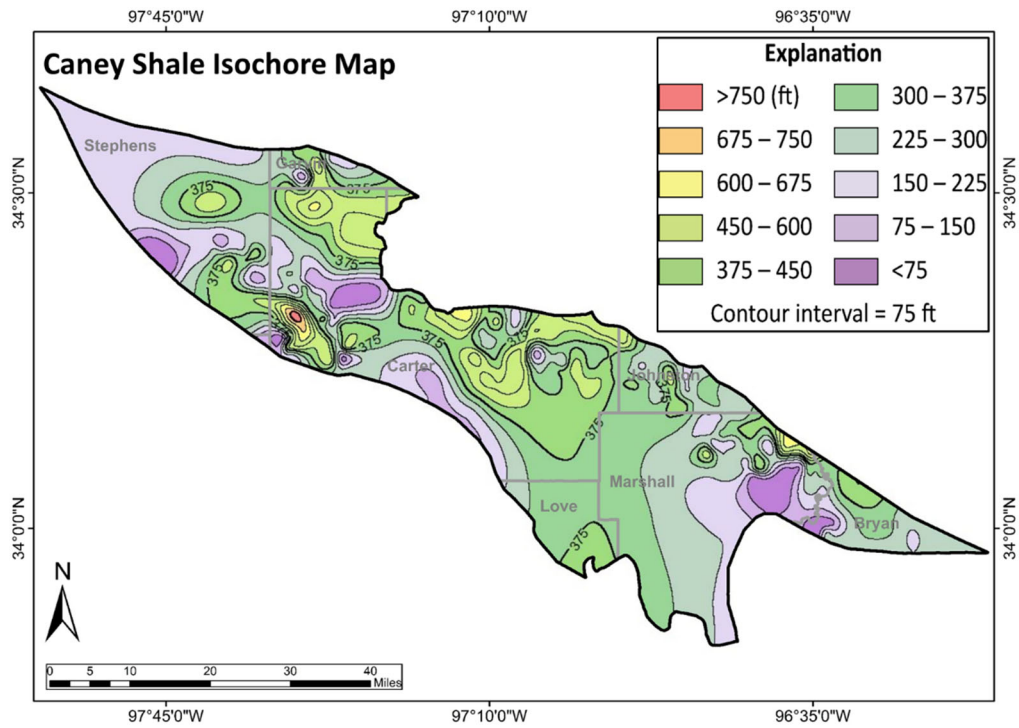 97°45'0"W 97°10'0"W 96°35'0"W
Caney Shale Isochore Map
Explanation
>750 (ft) 300 – 375
675 – 750 225 – 300
600 – 675 150 – 225
450 – 600 75 – 150
375 – 450 <75
Contour interval = 75 ft
34°30'0"N 34°30'0"N
Stephens
375 375
375
375
375 375 375
Carter
375
375
Marshall
Love
34°0'0"N 34°0'0"N
Bryan
375
N
0 5 10 20 30 40
Miles
97°45'0"W 97°10'0"W 96°35'0"W